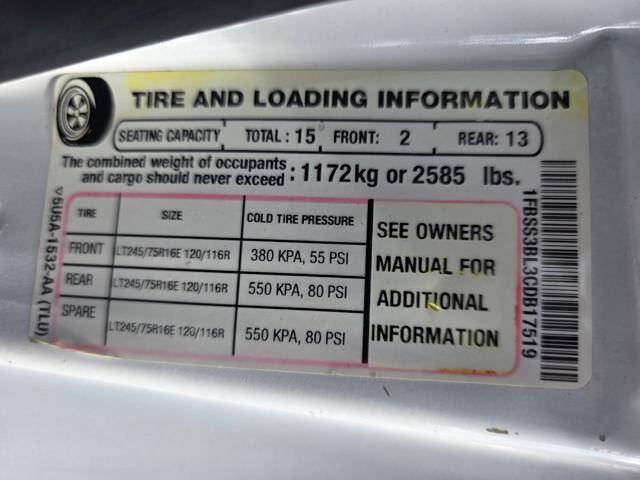 TIRE AND LOADING INFORMATION
SEATING CAPACITY TOTAL: 15 FRONT: 2 REAR: 13
The combined weight of occupants
and cargo should never exceed : 1172kg or 2585 lbs.
TIRE SIZE COLD TIRE PRESSURE
FRONT LT245/75R16E 120/116R 380 KPA, 55 PSI
REAR LT245/75R16E 120/116R 550 KPA, 80 PSI
SPARE LT245/75R16E 120/116R 550 KPA, 80 PSI
SEE OWNERS
MANUAL FOR
ADDITIONAL
INFORMATION
V5U5A-1532-AA (TLU)
1FBSS3BL3CDB17519